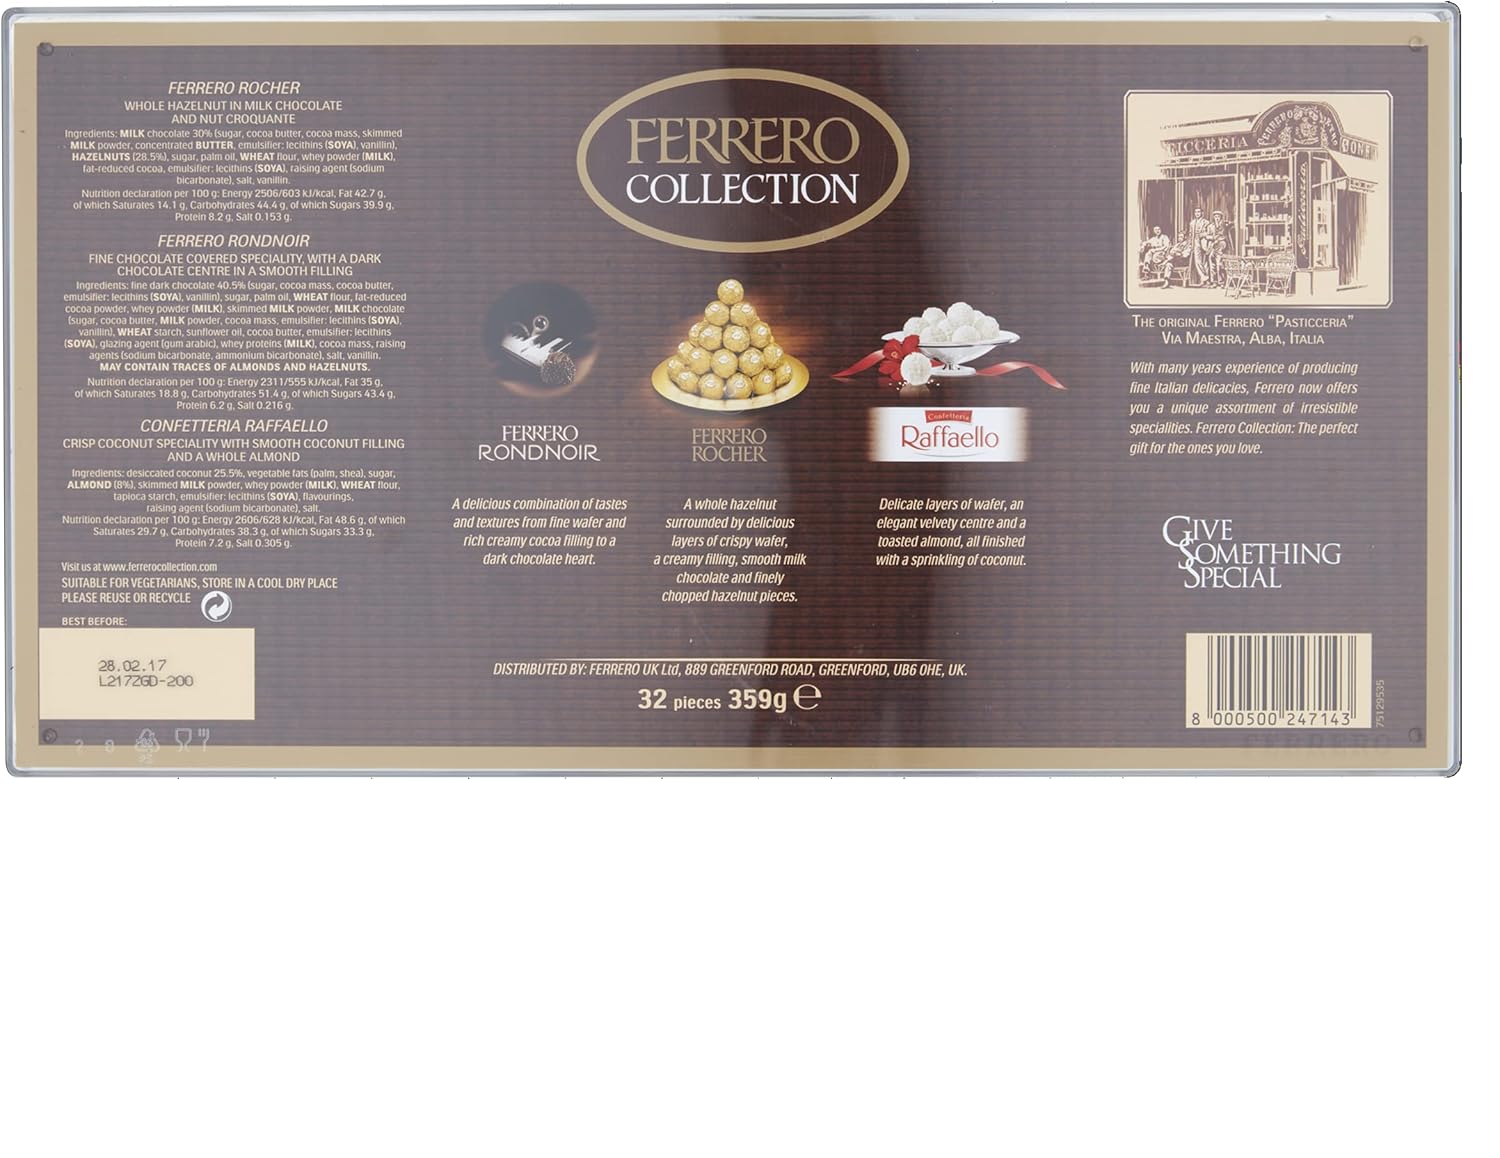 FERRERO ROCHER
WHOLE HAZELNUT IN MILK CHOCOLATE
AND NUT CROQUANTE
Ingredients: MILK chocolate 30% (sugar, cocoa butter, cocoa mass, skimmed
MILK powder, concentrated BUTTER, emulsifier: lecithins (SOYA), vanillin),
HAZELNUTS (28.5%), sugar, palm oil, WHEAT flour, whey powder (MILK),
fat-reduced cocoa, emulsifier: lecithins (SOYA), raising agent (sodium
bicarbonate), salt, vanillin.
Nutrition declaration per 100 g: Energy 2506/603 kJ/kcal, Fat 42.7 g,
of which Saturates 14.1 g, Carbohydrates 44.4 g, of which Sugars 39.9 g,
Protein 8.2 g, Salt 0.153 g.
FERRERO RONDNOIR
FINE CHOCOLATE COVERED SPECIALITY, WITH A DARK
CHOCOLATE CENTRE IN A SMOOTH FILLING
Ingredients: fine dark chocolate 40.5% (sugar, cocoa mass, cocoa butter,
emulsifier: lecithins (SOYA), vanillin), sugar, palm oil, WHEAT flour, fat-reduced
cocoa powder, whey powder (MILK), skimmed MILK powder, MILK chocolate
(sugar, cocoa butter, MILK powder, cocoa mass, emulsifier: lecithins (SOYA),
vanillin), WHEAT starch, sunflower oil, cocoa butter, emulsifier: lecithins
(SOYA), glazing agent (gum arabic), whey proteins (MILK), cocoa mass, raising
agents (sodium bicarbonate, ammonium bicarbonate), salt, vanillin.
MAY CONTAIN TRACES OF ALMONDS AND HAZELNUTS.
Nutrition declaration per 100 g: Energy 2311/555 kJ/kcal, Fat 35 g,
of which Saturates 18.8 g, Carbohydrates 51.4 g, of which Sugars 43.4 g,
Protein 6.2 g, Salt 0.216 g.
CONFETTERIA RAFFAELLO
CRISP COCONUT SPECIALITY WITH SMOOTH COCONUT FILLING
AND A WHOLE ALMOND
Ingredients: desiccated coconut 25.5%, vegetable fats (palm, shea), sugar,
ALMOND (8%), skimmed MILK powder, whey powder (MILK), WHEAT flour,
tapioca starch, emulsifier: lecithins (SOYA), flavourings,
raising agent (sodium bicarbonate), salt.
Nutrition declaration per 100 g: Energy 2606/628 kJ/kcal, Fat 48.6 g, of which
Saturates 29.7 g, Carbohydrates 38.3 g, of which Sugars 33.3 g,
Protein 7.2 g, Salt 0.305 g.
Visit us at www.ferrerocollection.com
SUITABLE FOR VEGETARIANS, STORE IN A COOL DRY PLACE
PLEASE REUSE OR RECYCLE
BEST BEFORE:
28.02.17
L217ZGD-200
FERRERO
COLLECTION
FERRERO
RONDNOIR
A delicious combination of tastes
and textures from fine wafer and
rich creamy cocoa filling to a
dark chocolate heart.
FERRERO
ROCHER
A whole hazelnut
surrounded by delicious
layers of crispy wafer,
a creamy filling, smooth milk
chocolate and finely
chopped hazelnut pieces.
Confetteria
Raffaello
Delicate layers of wafer, an
elegant velvety centre and a
toasted almond, all finished
with a sprinkling of coconut.
DISTRIBUTED BY: FERRERO UK Ltd, 889 GREENFORD ROAD, GREENFORD, UB6 0HE, UK.
32 pieces 359g e
FERRERO
ICCERIA
THE ORIGINAL FERRERO "PASTICCERIA"
VIA MAESTRA, ALBA, ITALIA
With many years experience of producing
fine Italian delicacies, Ferrero now offers
you a unique assortment of irresistible
specialities. Ferrero Collection: The perfect
gift for the ones you love.
GIVE
SOMETHING
SPECIAL
8 000500 247143
75129535
FERRERO